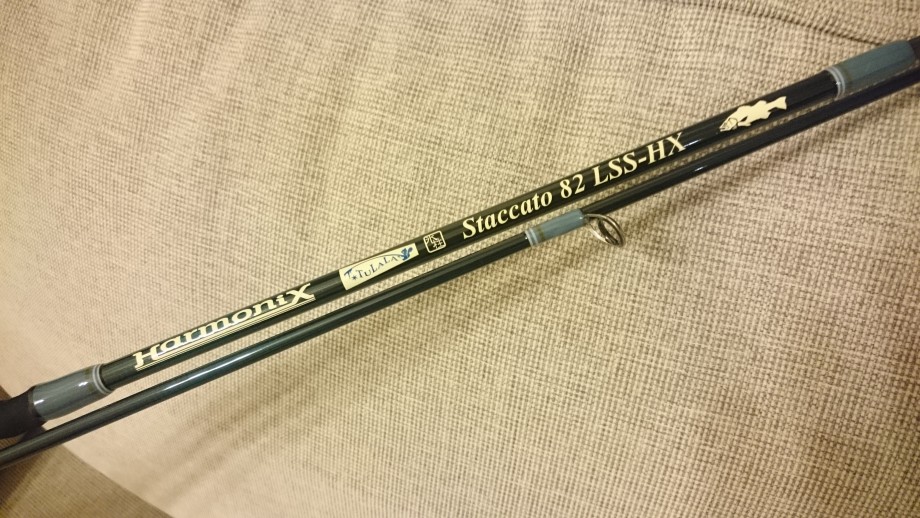 HarmoniX
TULALA
Staccato 82 LSS-HX